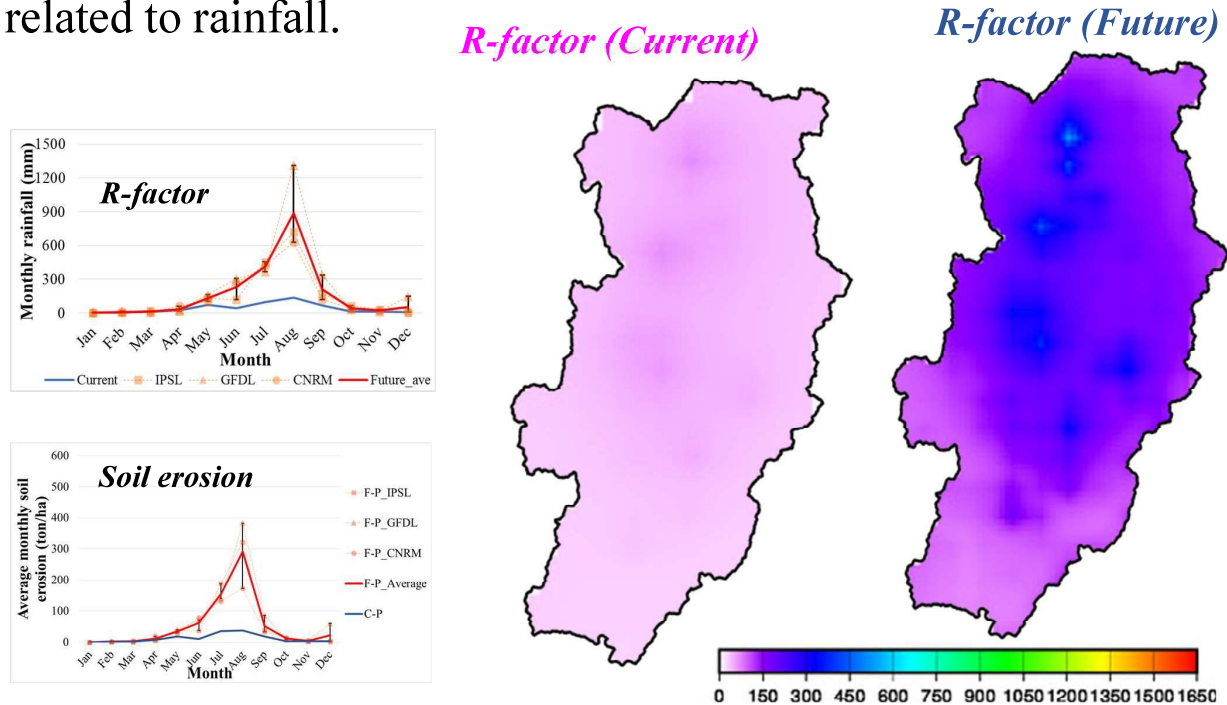 related to rainfall.
R-factor (Current)
R-factor (Future)
Monthly rainfall (mm)
1500
1200
900
600
300
0
R-factor
Jan Feb Mar Apr May Jun Jul Aug Sep Oct Nov Dec
Month
Current IPSL GFDL CNRM Future_ave
Average monthly soil
erosion (ton/ha)
600
500
400
300
200
100
0
Soil erosion
Jan Feb Mar Apr May Jun Jul Aug Sep Oct Nov Dec
Month
F-P_IPSL
F-P_GFDL
F-P_CNRM
F-P_Average
C-P
0 150 300 450 600 750 900 1050 1200 1350 1500 1650